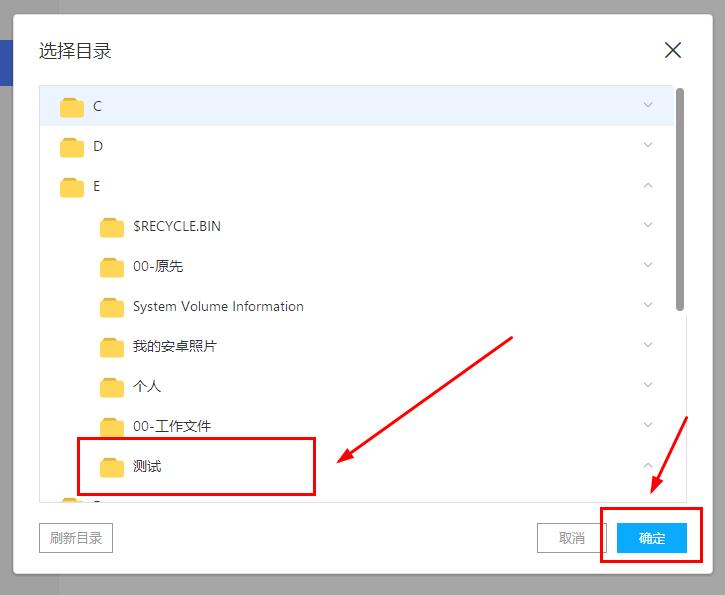 选择目录
C
D
E
$RECYCLE.BIN
00-原先
System Volume Information
我的安卓照片
个人
00-工作文件
测试
刷新目录
取消
确定